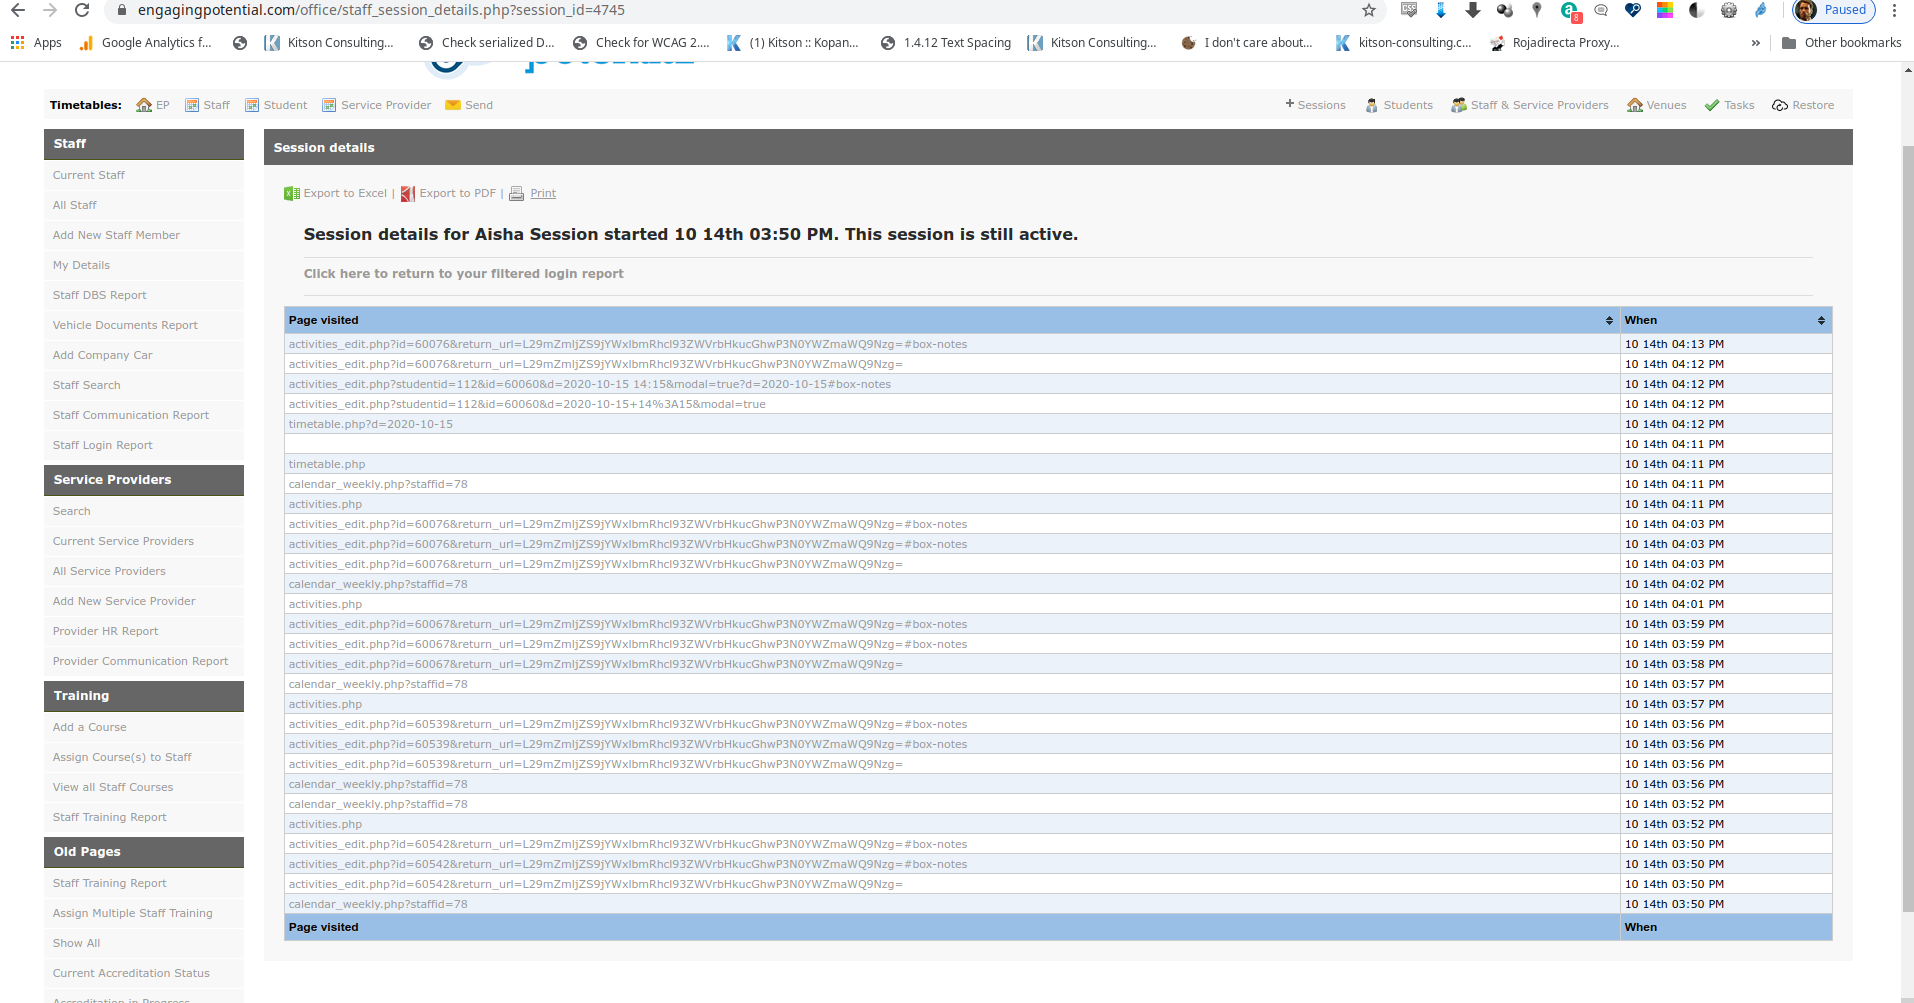 engagingpotential.com/office/staff_session_details.php?session_id=4745
8
Paused
Apps
Google Analytics f...
Kitson Consulting...
Check serialized D...
Check for WCAG 2....
(1) Kitson :: Kopan...
1.4.12 Text Spacing
Kitson Consulting...
I don't care about...
kitson-consulting.c...
Rojadirecta Proxy...
»
Other bookmarks
Timetables: EP Staff Student Service Provider Send
+ Sessions Students Staff & Service Providers Venues Tasks Restore
Staff
Current Staff
All Staff
Add New Staff Member
My Details
Staff DBS Report
Vehicle Documents Report
Add Company Car
Staff Search
Staff Communication Report
Staff Login Report
Service Providers
Search
Current Service Providers
All Service Providers
Add New Service Provider
Provider HR Report
Provider Communication Report
Training
Add a Course
Assign Course(s) to Staff
View all Staff Courses
Staff Training Report
Old Pages
Staff Training Report
Assign Multiple Staff Training
Show All
Current Accreditation Status
Accreditation in Progress
Session details
Export to Excel | Export to PDF | Print
Session details for Aisha Session started 10 14th 03:50 PM. This session is still active.
Click here to return to your filtered login report
Page visited When
activities_edit.php?id=60076&return_url=L29mZmljZS9jYWxlbmRhcl93ZWVrbHkucGhwP3N0YWZmaWQ9Nzg=#box-notes 10 14th 04:13 PM
activities_edit.php?id=60076&return_url=L29mZmljZS9jYWxlbmRhcl93ZWVrbHkucGhwP3N0YWZmaWQ9Nzg= 10 14th 04:12 PM
activities_edit.php?studentid=112&id=60060&d=2020-10-15 14:15&modal=true?d=2020-10-15#box-notes 10 14th 04:12 PM
activities_edit.php?studentid=112&id=60060&d=2020-10-15+14%3A15&modal=true 10 14th 04:12 PM
timetable.php?d=2020-10-15 10 14th 04:12 PM
10 14th 04:11 PM
timetable.php 10 14th 04:11 PM
calendar_weekly.php?staffid=78 10 14th 04:11 PM
activities.php 10 14th 04:11 PM
activities_edit.php?id=60076&return_url=L29mZmljZS9jYWxlbmRhcl93ZWVrbHkucGhwP3N0YWZmaWQ9Nzg=#box-notes 10 14th 04:03 PM
activities_edit.php?id=60076&return_url=L29mZmljZS9jYWxlbmRhcl93ZWVrbHkucGhwP3N0YWZmaWQ9Nzg=#box-notes 10 14th 04:03 PM
activities_edit.php?id=60076&return_url=L29mZmljZS9jYWxlbmRhcl93ZWVrbHkucGhwP3N0YWZmaWQ9Nzg= 10 14th 04:03 PM
calendar_weekly.php?staffid=78 10 14th 04:02 PM
activities.php 10 14th 04:01 PM
activities_edit.php?id=60067&return_url=L29mZmljZS9jYWxlbmRhcl93ZWVrbHkucGhwP3N0YWZmaWQ9Nzg=#box-notes 10 14th 03:59 PM
activities_edit.php?id=60067&return_url=L29mZmljZS9jYWxlbmRhcl93ZWVrbHkucGhwP3N0YWZmaWQ9Nzg=#box-notes 10 14th 03:59 PM
activities_edit.php?id=60067&return_url=L29mZmljZS9jYWxlbmRhcl93ZWVrbHkucGhwP3N0YWZmaWQ9Nzg= 10 14th 03:58 PM
calendar_weekly.php?staffid=78 10 14th 03:57 PM
activities.php 10 14th 03:57 PM
activities_edit.php?id=60539&return_url=L29mZmljZS9jYWxlbmRhcl93ZWVrbHkucGhwP3N0YWZmaWQ9Nzg=#box-notes 10 14th 03:56 PM
activities_edit.php?id=60539&return_url=L29mZmljZS9jYWxlbmRhcl93ZWVrbHkucGhwP3N0YWZmaWQ9Nzg=#box-notes 10 14th 03:56 PM
activities_edit.php?id=60539&return_url=L29mZmljZS9jYWxlbmRhcl93ZWVrbHkucGhwP3N0YWZmaWQ9Nzg= 10 14th 03:56 PM
calendar_weekly.php?staffid=78 10 14th 03:56 PM
calendar_weekly.php?staffid=78 10 14th 03:52 PM
activities.php 10 14th 03:52 PM
activities_edit.php?id=60542&return_url=L29mZmljZS9jYWxlbmRhcl93ZWVrbHkucGhwP3N0YWZmaWQ9Nzg=#box-notes 10 14th 03:50 PM
activities_edit.php?id=60542&return_url=L29mZmljZS9jYWxlbmRhcl93ZWVrbHkucGhwP3N0YWZmaWQ9Nzg=#box-notes 10 14th 03:50 PM
activities_edit.php?id=60542&return_url=L29mZmljZS9jYWxlbmRhcl93ZWVrbHkucGhwP3N0YWZmaWQ9Nzg= 10 14th 03:50 PM
calendar_weekly.php?staffid=78 10 14th 03:50 PM
Page visited When